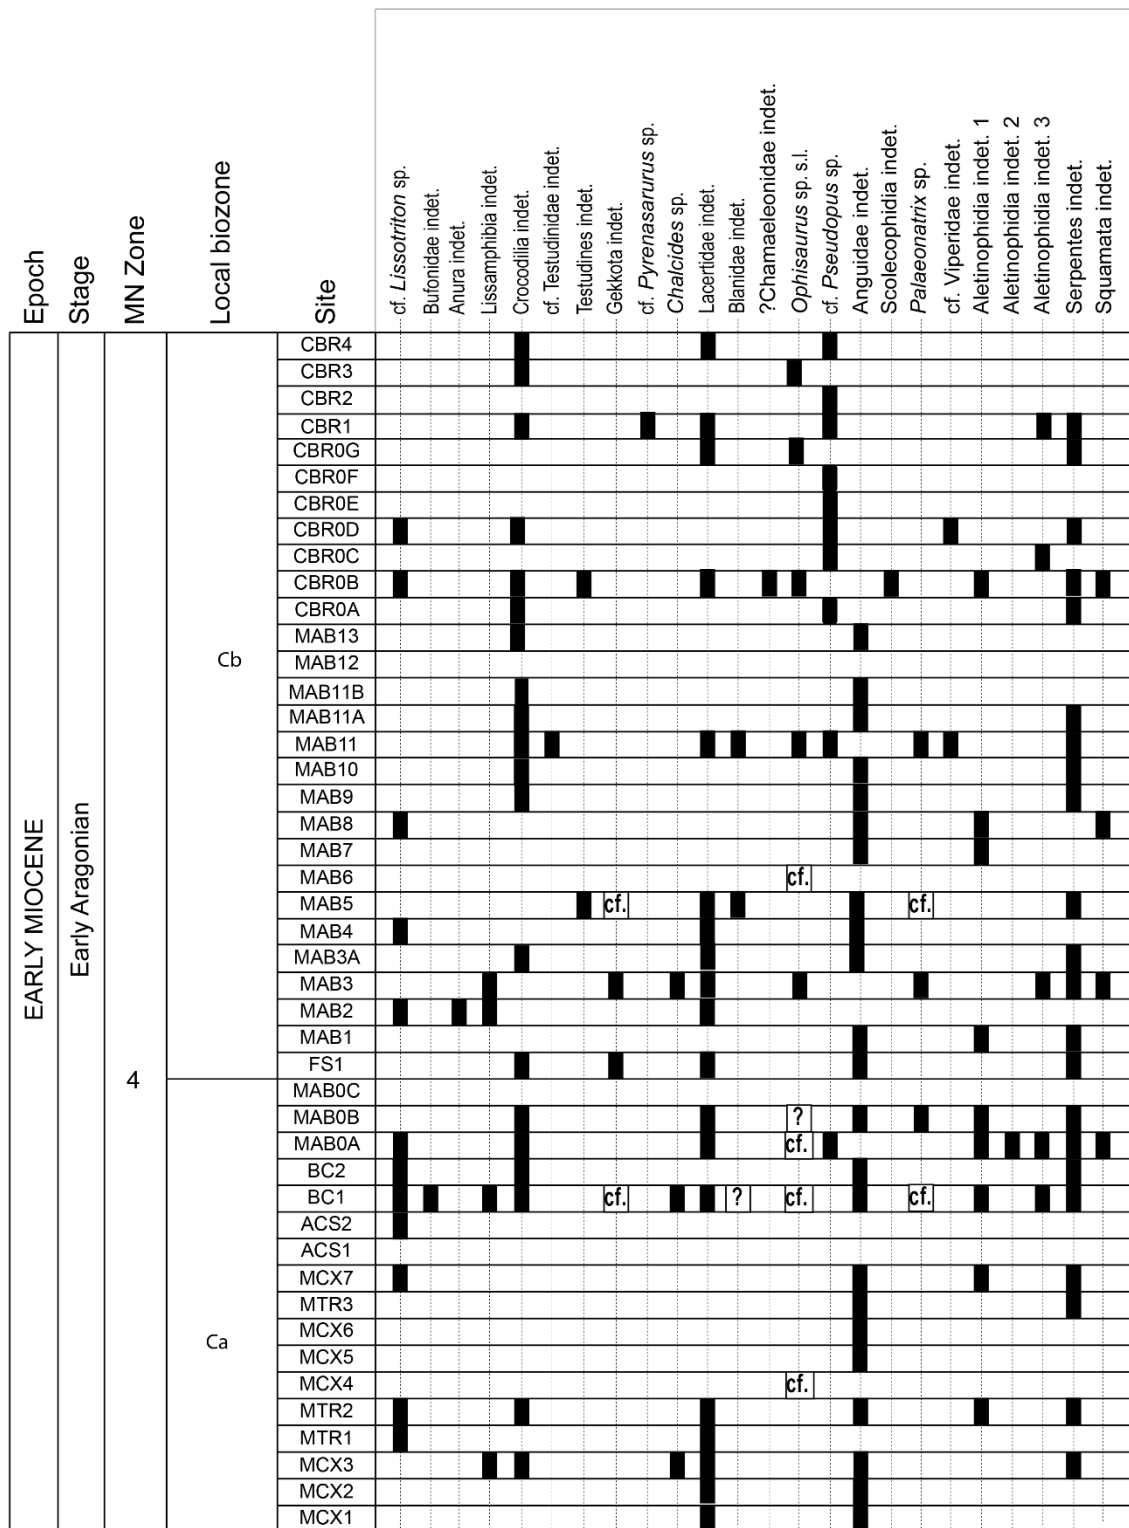 Epoch
Stage
MN Zone
Local biozone
Site
cf. Lissotriton sp.
Bufonidae indet.
Anura indet.
Lissamphibia indet.
Crocodilia indet.
cf. Testudinidae indet.
Testudines indet.
Gekkota indet.
cf. Pyrenasarurus sp.
Chalcides sp.
Lacertidae indet.
Blanidae indet.
?Chamaeleonidae indet.
Ophisaurus sp. s.l.
cf. Pseudopus sp.
Anguidae indet.
Scolecophidia indet.
Palaeonatrix sp.
cf. Viperidae indet.
Aletinophidia indet. 1
Aletinophidia indet. 2
Aletinophidia indet. 3
Serpentes indet.
Squamata indet.
EARLY MIOCENE
Early Aragonian
4
Cb
Ca
CBR4
CBR3
CBR2
CBR1
CBR0G
CBR0F
CBR0E
CBR0D
CBR0C
CBR0B
CBR0A
MAB13
MAB12
MAB11B
MAB11A
MAB11
MAB10
MAB9
MAB8
MAB7
MAB6 cf.
MAB5 cf. cf.
MAB4
MAB3A
MAB3
MAB2
MAB1
FS1
MAB0C
MAB0B ?
MAB0A cf.
BC2
BC1 cf. ? cf. cf.
ACS2
ACS1
MCX7
MTR3
MCX6
MCX5
MCX4 cf.
MTR2
MTR1
MCX3
MCX2
MCX1